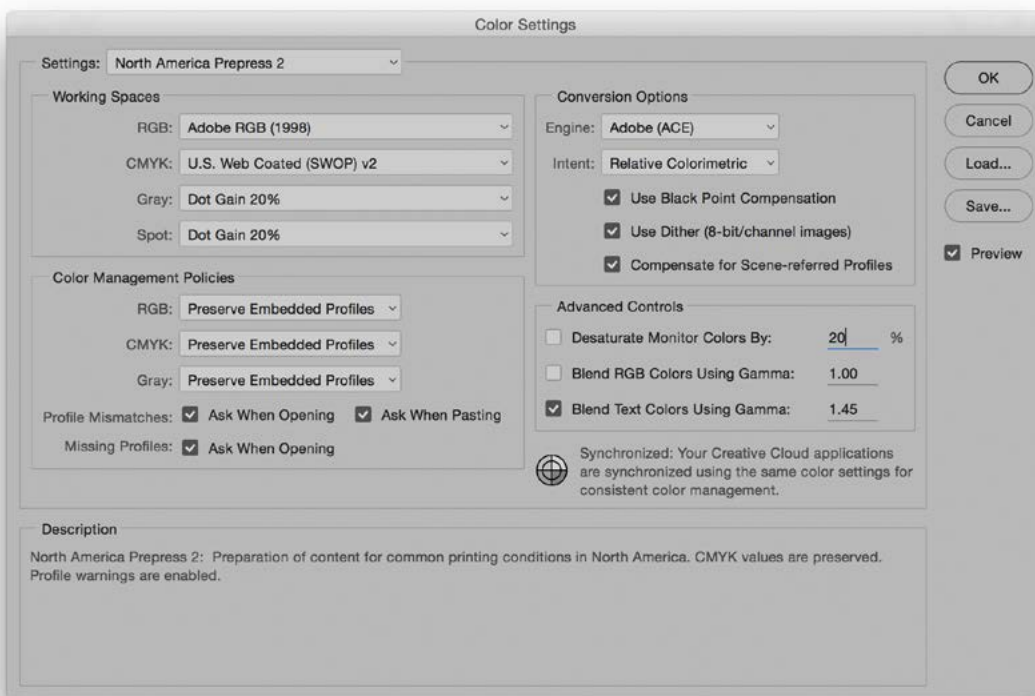 Color Settings
Settings: North America Prepress 2
Working Spaces
RGB: Adobe RGB (1998)
CMYK: U.S. Web Coated (SWOP) v2
Gray: Dot Gain 20%
Spot: Dot Gain 20%
Color Management Policies
RGB: Preserve Embedded Profiles
CMYK: Preserve Embedded Profiles
Gray: Preserve Embedded Profiles
Profile Mismatches: Ask When Opening Ask When Pasting
Missing Profiles: Ask When Opening
Conversion Options
Engine: Adobe (ACE)
Intent: Relative Colorimetric
Use Black Point Compensation
Use Dither (8-bit/channel images)
Compensate for Scene-referred Profiles
Advanced Controls
Desaturate Monitor Colors By: 20 %
Blend RGB Colors Using Gamma: 1.00
Blend Text Colors Using Gamma: 1.45
Synchronized: Your Creative Cloud applications
are synchronized using the same color settings for
consistent color management.
OK
Cancel
Load...
Save...
Preview
Description
North America Prepress 2: Preparation of content for common printing conditions in North America. CMYK values are preserved.
Profile warnings are enabled.